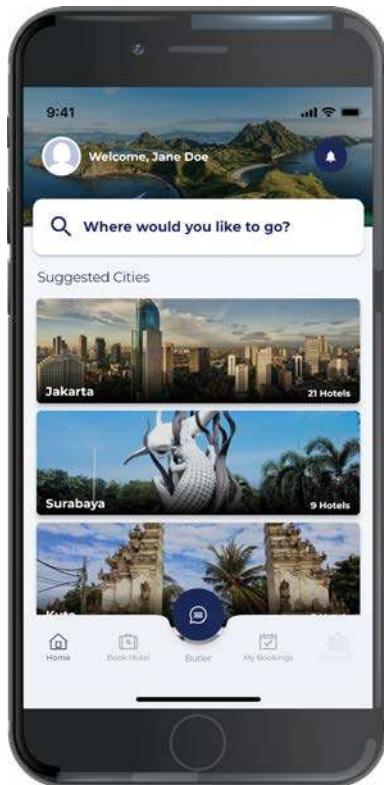 9:41
Welcome, Jane Doe
Where would you like to go?
Suggested Cities
Jakarta
21 Hotels
Surabaya
9 Hotels
Kuta
Home
Book Hotel
Butler
My Bookings